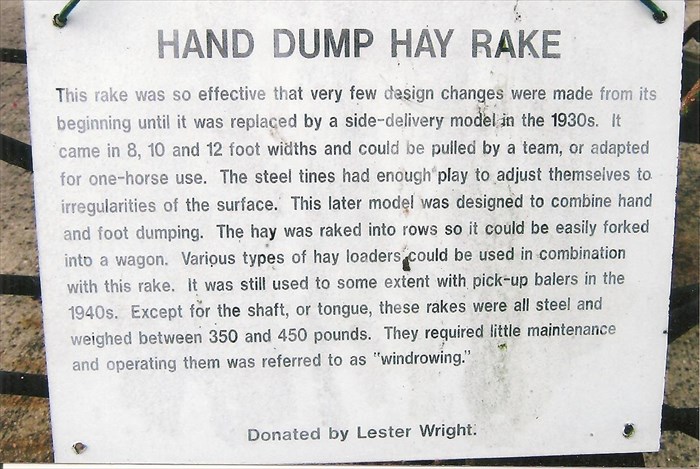 HAND DUMP HAY RAKE
This rake was so effective that very few design changes were made from its
beginning until it was replaced by a side-delivery model in the 1930s. It
came in 8, 10 and 12 foot widths and could be pulled by a team, or adapted
for one-horse use. The steel tines had enough play to adjust themselves to
irregularities of the surface. This later model was designed to combine hand
and foot dumping. The hay was raked into rows so it could be easily forked
into a wagon. Various types of hay loaders could be used in combination
with this rake. It was still used to some extent with pick-up balers in the
1940s. Except for the shaft, or tongue, these rakes were all steel and
weighed between 350 and 450 pounds. They required little maintenance
and operating them was referred to as "windrowing."
Donated by Lester Wright.